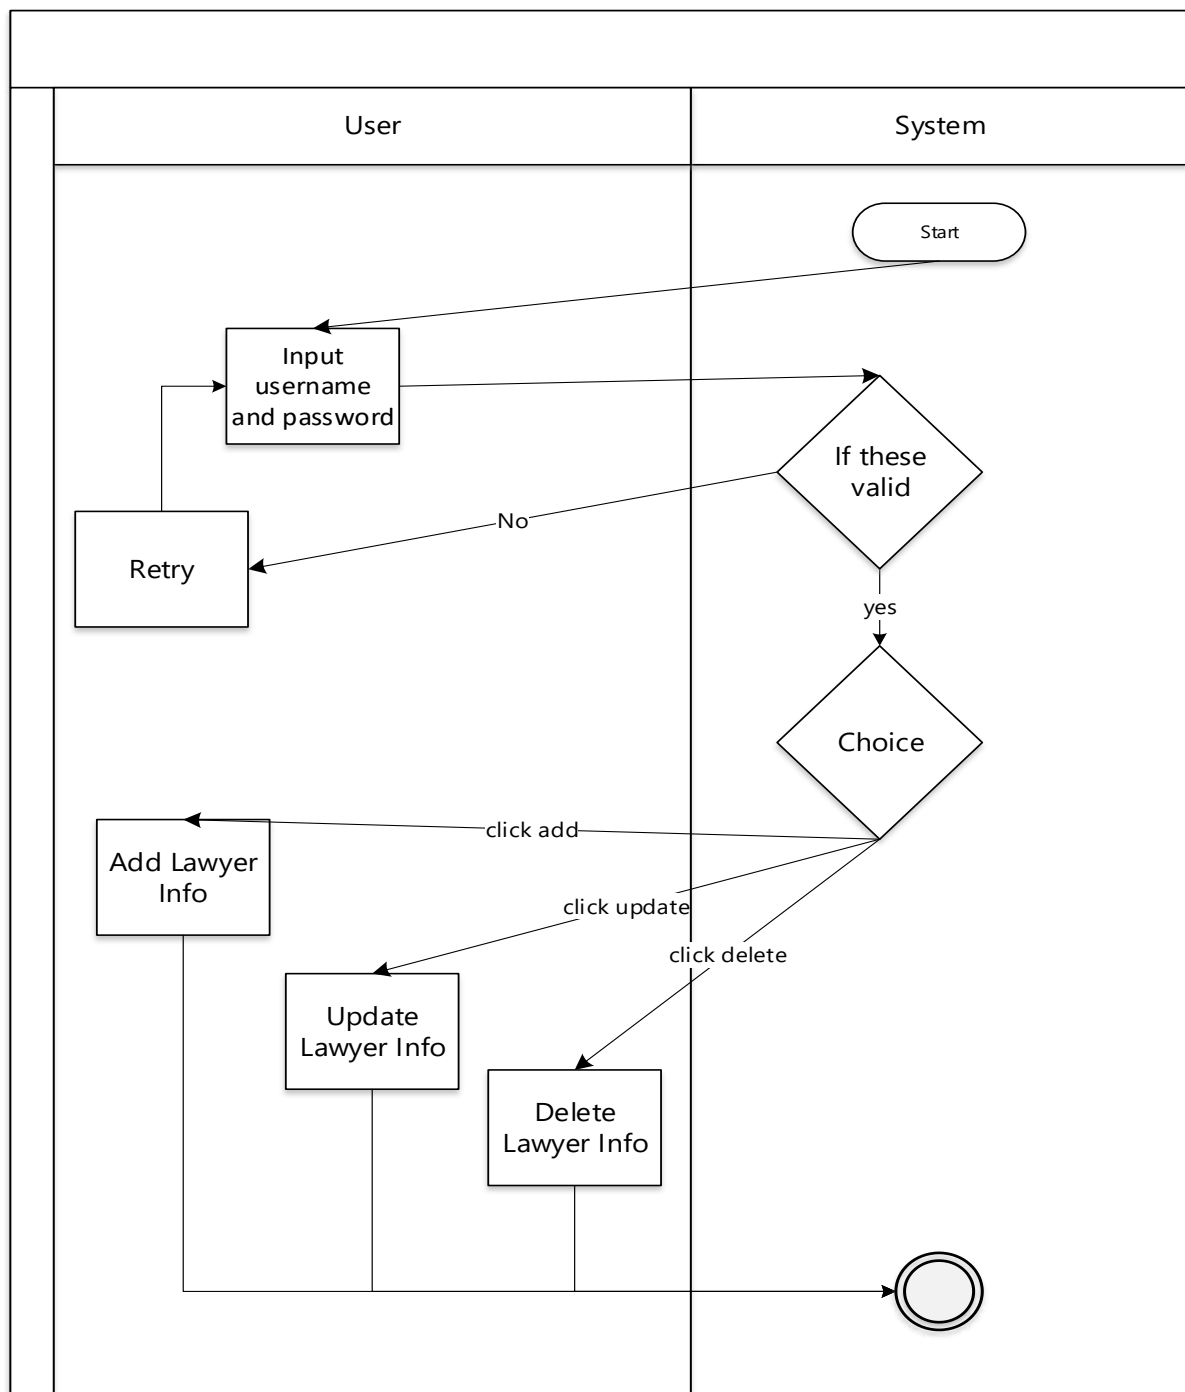 User
System
Start
Input
username
and password
If these
valid
No
Retry
yes
Choice
click add
Add Lawyer
Info
click update
click delete
Update
Lawyer Info
Delete
Lawyer Info